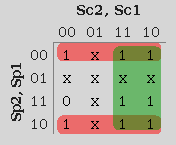 Sc2, Sc1
00 01 11 10
Sp2, Sp1
00 1 x 1 1
01 x x x x
11 0 x 1 1
10 1 x 1 1